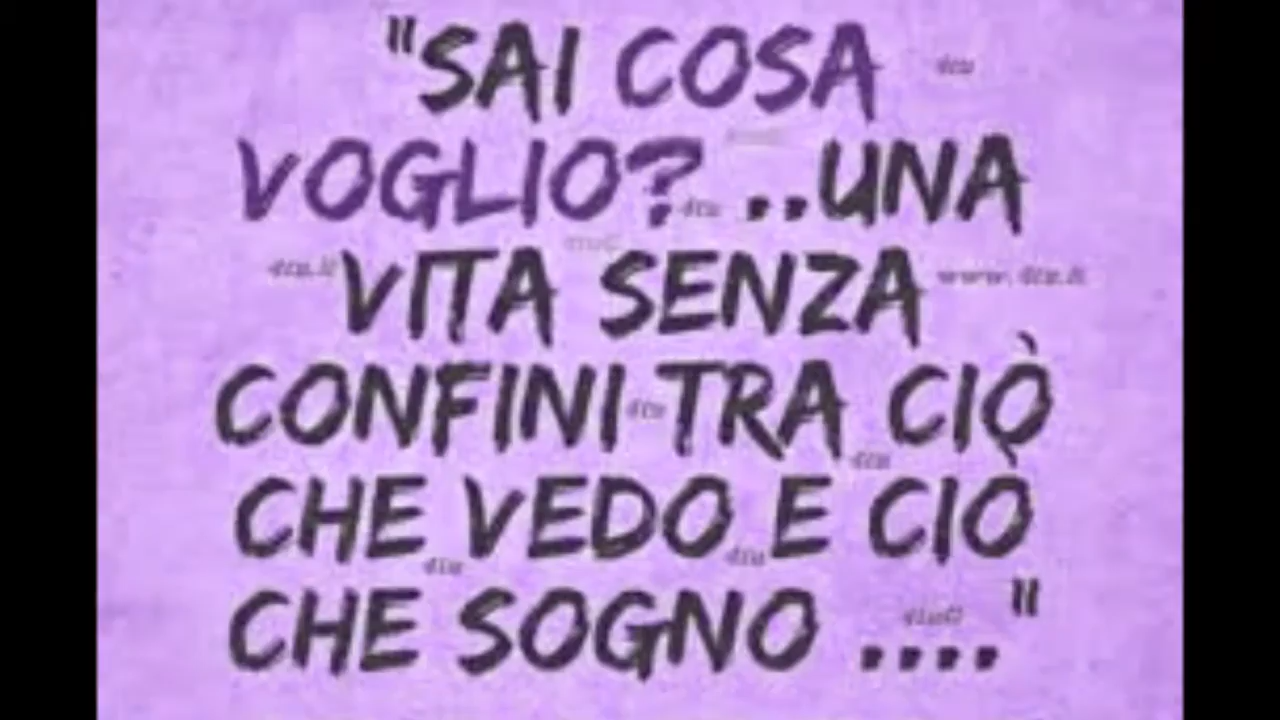 "SAI COSA
VOGLIO? ..UNA
VITA SENZA
CONFINI TRA CIÒ
CHE VEDO E CIÒ
CHE SOGNO ...."